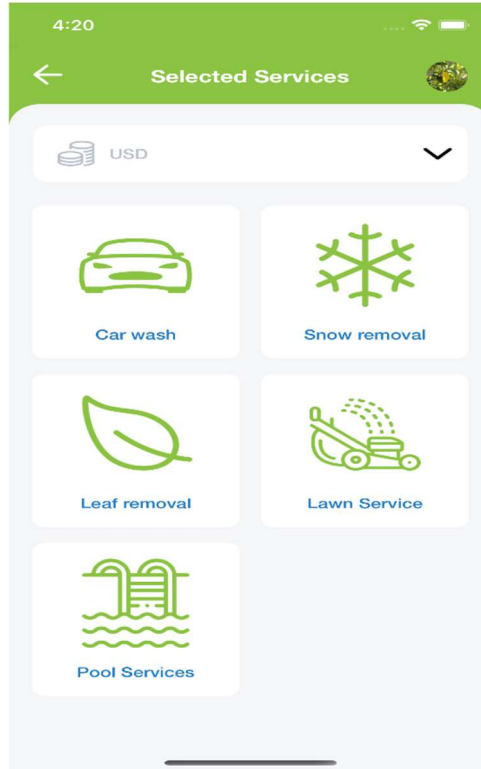 4:20
Selected Services
USD
Car wash
Snow removal
Leaf removal
Lawn Service
Pool Services